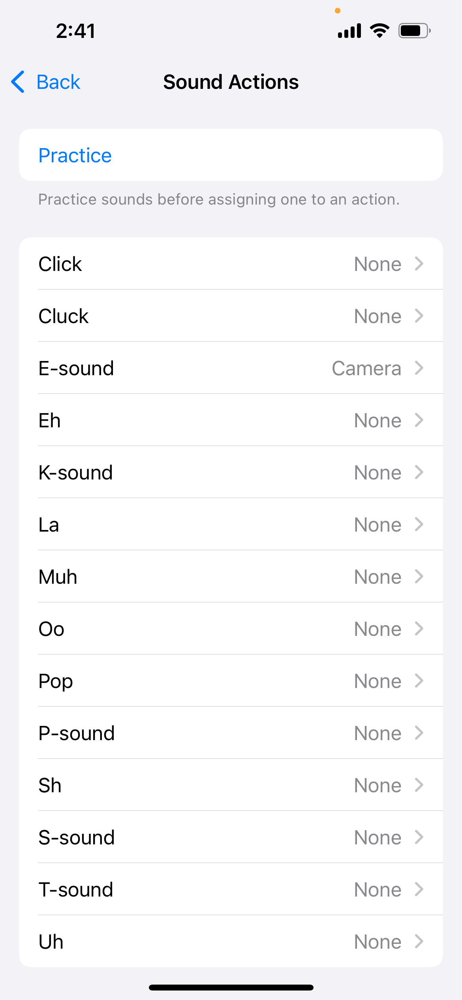 2:41
Back
Sound Actions
Practice
Practice sounds before assigning one to an action.
Click None
Cluck None
E-sound Camera
Eh None
K-sound None
La None
Muh None
Oo None
Pop None
P-sound None
Sh None
S-sound None
T-sound None
Uh None